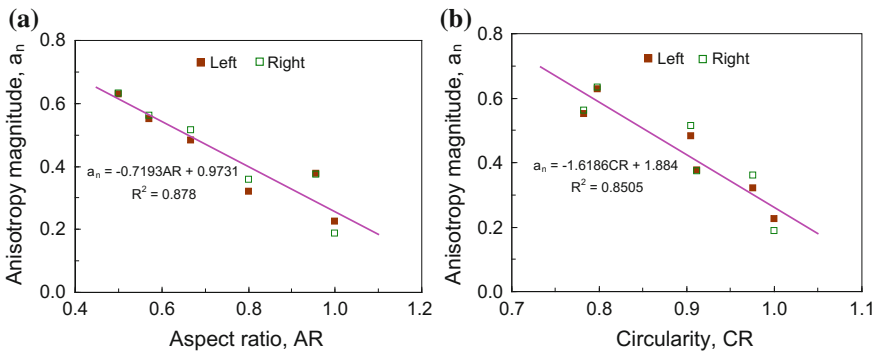 (a)
Anisotropy magnitude, aₙ
0.8
0.6
0.4
0.2
0.0
Left Right
aₙ = -0.7193AR + 0.9731
R² = 0.878
0.4 0.6 0.8 1.0 1.2
Aspect ratio, AR
(b)
Anisotropy magnitude, aₙ
0.8
0.6
0.4
0.2
0.0
Left Right
aₙ = -1.6186CR + 1.884
R² = 0.8505
0.7 0.8 0.9 1.0 1.1
Circularity, CR